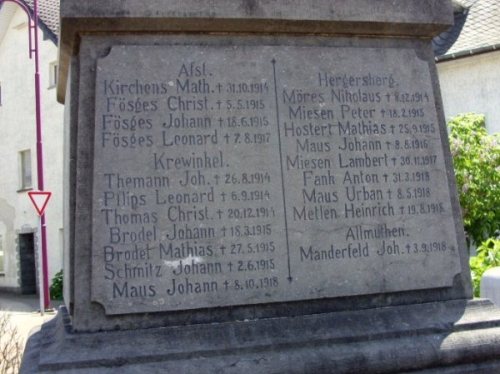 Afst.
Kirchens Math. † 31.10.1914
Fösges Christ. † 5.5.1915
Fösges Johann † 18.6.1915
Fösges Leonard † 7.8.1917
Krewinkel.
Themann Joh. † 26.8.1914
Pilips Leonard † 6.9.1914
Thomas Christ. † 20.12.1914
Brodel Johann † 18.3.1915
Brodel Mathias † 27.5.1915
Schmitz Johann † 2.6.1915
Maus Johann † 8.10.1918
Hergersberg.
Möres Nikolaus † 8.12.1914
Miesen Peter † 18.2.1915
Hostert Mathias † 25.9.1915
Maus Johann † 8.8.1916
Miesen Lambert † 30.11.1917
Fank Anton † 31.3.1918
Maus Urban † 8.5.1918
Metlen Heinrich † 19.8.1918
Allmuthen.
Manderfeld Joh. † 3.9.1918